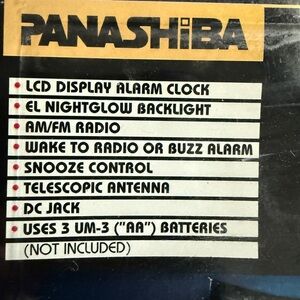 PANASHiBA
• LCD DISPLAY ALARM CLOCK
• EL NIGHTGLOW BACKLIGHT
• AM/FM RADIO
• WAKE TO RADIO OR BUZZ ALARM
• SNOOZE CONTROL
• TELESCOPIC ANTENNA
• DC JACK
• USES 3 UM-3 ("AA") BATTERIES
(NOT INCLUDED)